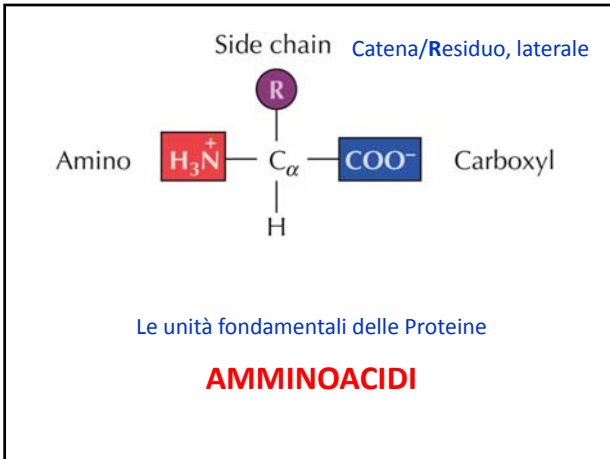 Side chain Catena/Residuo, laterale
R
Amino H₃N⁺ — Cα — COO⁻ Carboxyl
H
Le unità fondamentali delle Proteine
AMMINOACIDI